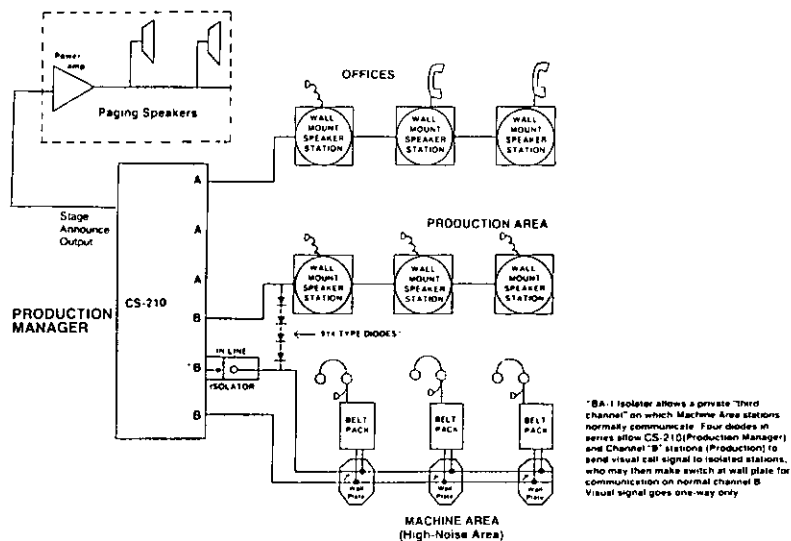 Power
amp
Paging Speakers
OFFICES
WALL
MOUNT
SPEAKER
STATION
WALL
MOUNT
SPEAKER
STATION
WALL
MOUNT
SPEAKER
STATION
A
Stage
Announce
Output
A
PRODUCTION AREA
A
WALL
MOUNT
SPEAKER
STATION
WALL
MOUNT
SPEAKER
STATION
WALL
MOUNT
SPEAKER
STATION
CS-210
PRODUCTION
MANAGER
B
914 TYPE DIODES*
IN LINE
*B
ISOLATOR
B
BELT
PACK
BELT
PACK
BELT
PACK
Wall
Plate
Wall
Plate
Wall
Plate
MACHINE AREA
(High-Noise Area)
*BA-1 Isolator allows a private "third
channel" on which Machine Area stations
normally communicate. Four diodes in
series allow CS-210 (Production Manager)
and Channel "B" stations (Production) to
send visual call signal to isolated stations,
who may then make switch at wall plate for
communication on normal channel B
Visual signal goes one-way only